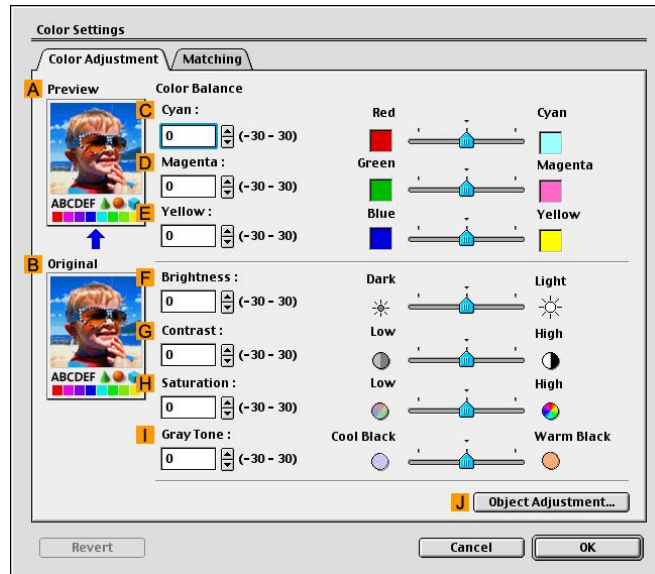 Color Settings
Color Adjustment Matching
A Preview Color Balance
C Cyan : Red Cyan
0 (-30 - 30)
D Magenta : Green Magenta
0 (-30 - 30)
ABCDEF
E Yellow : Blue Yellow
0 (-30 - 30)
B Original
F Brightness : Dark Light
0 (-30 - 30)
G Contrast : Low High
0 (-30 - 30)
ABCDEF
H Saturation : Low High
0 (-30 - 30)
I Gray Tone : Cool Black Warm Black
0 (-30 - 30)
J Object Adjustment...
Revert Cancel OK